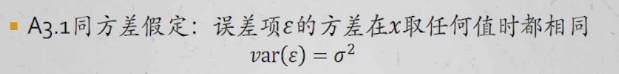 ▪ A3.1同方差假定：误差项ε的方差在x取任何值时都相同
var(ε) = σ²